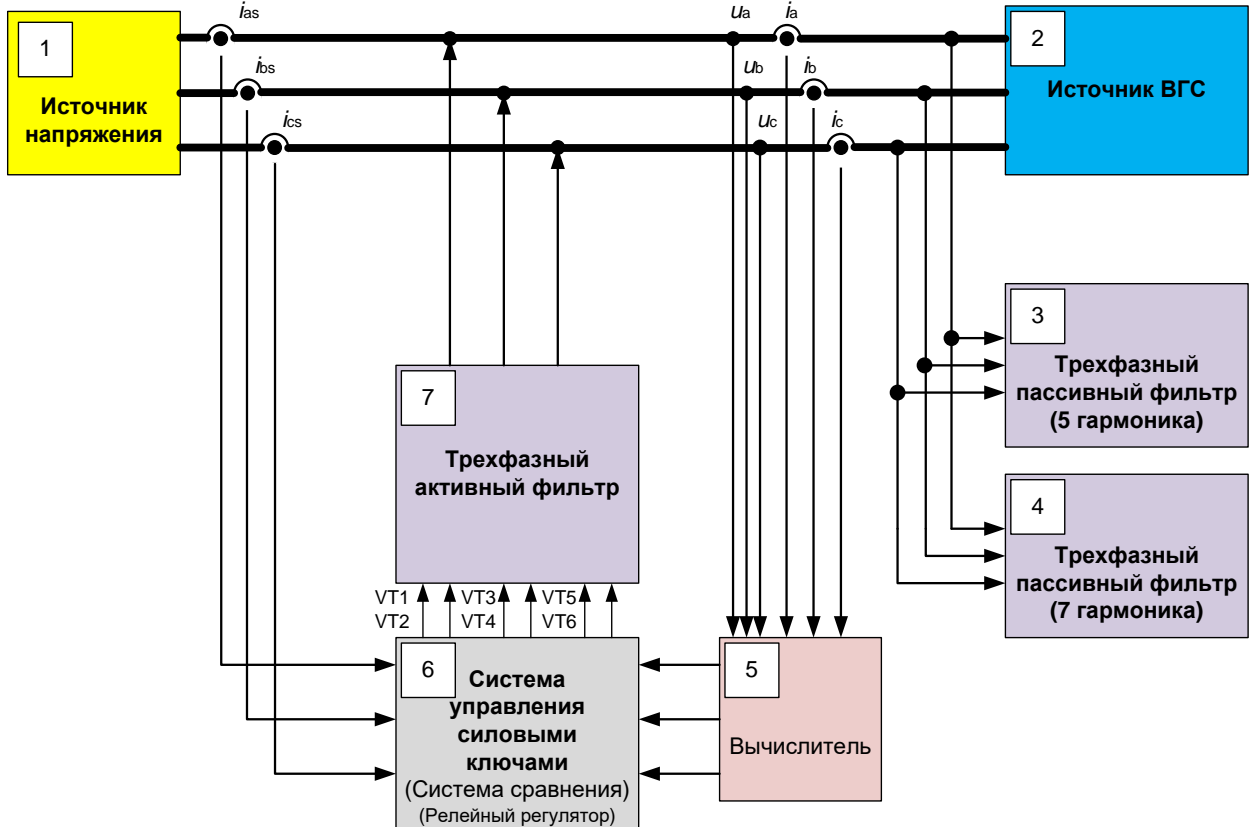 ias
ua
ia
1
ibs
ub
ib
2
Источник
напряжения
ics
uc
ic
Источник ВГС
3
Трехфазный
пассивный фильтр
(5 гармоника)
7
Трехфазный
активный фильтр
4
Трехфазный
пассивный фильтр
(7 гармоника)
VT1 VT3 VT5
VT2 VT4 VT6
6
Система
управления
силовыми
ключами
(Система сравнения)
(Релейный регулятор)
5
Вычислитель